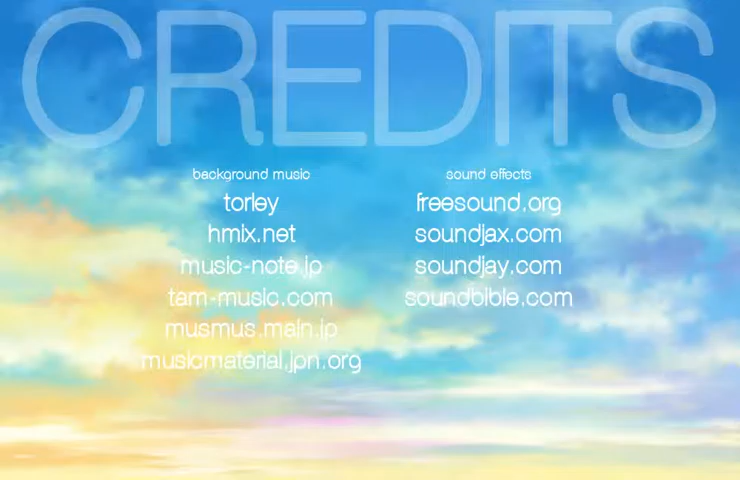 CREDITS
background music
torley
hmix.net
music-note.jp
tam-music.com
musmus.main.jp
musicmaterial.jpn.org
sound effects
freesound.org
soundjax.com
soundjay.com
soundbible.com